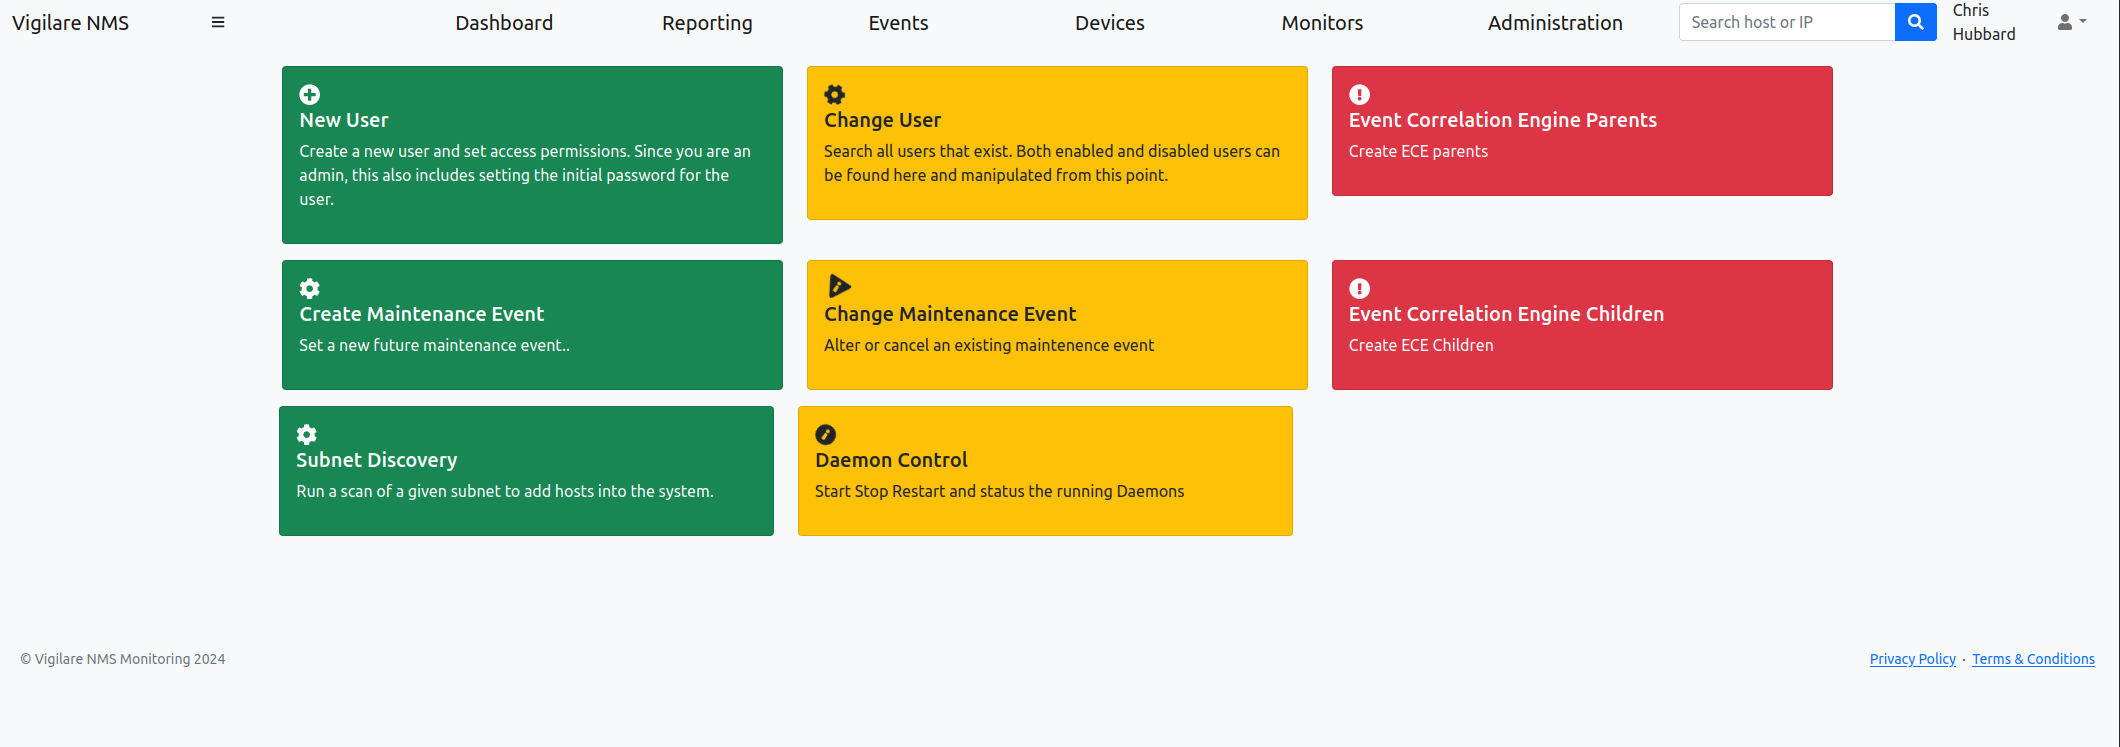 Vigilare NMS
Dashboard
Reporting
Events
Devices
Monitors
Administration
Search host or IP
Chris
Hubbard
New User
Create a new user and set access permissions. Since you are an
admin, this also includes setting the initial password for the
user.
Change User
Search all users that exist. Both enabled and disabled users can
be found here and manipulated from this point.
Event Correlation Engine Parents
Create ECE parents
Create Maintenance Event
Set a new future maintenance event..
Change Maintenance Event
Alter or cancel an existing maintenence event
Event Correlation Engine Children
Create ECE Children
Subnet Discovery
Run a scan of a given subnet to add hosts into the system.
Daemon Control
Start Stop Restart and status the running Daemons
© Vigilare NMS Monitoring 2024
Privacy Policy · Terms & Conditions